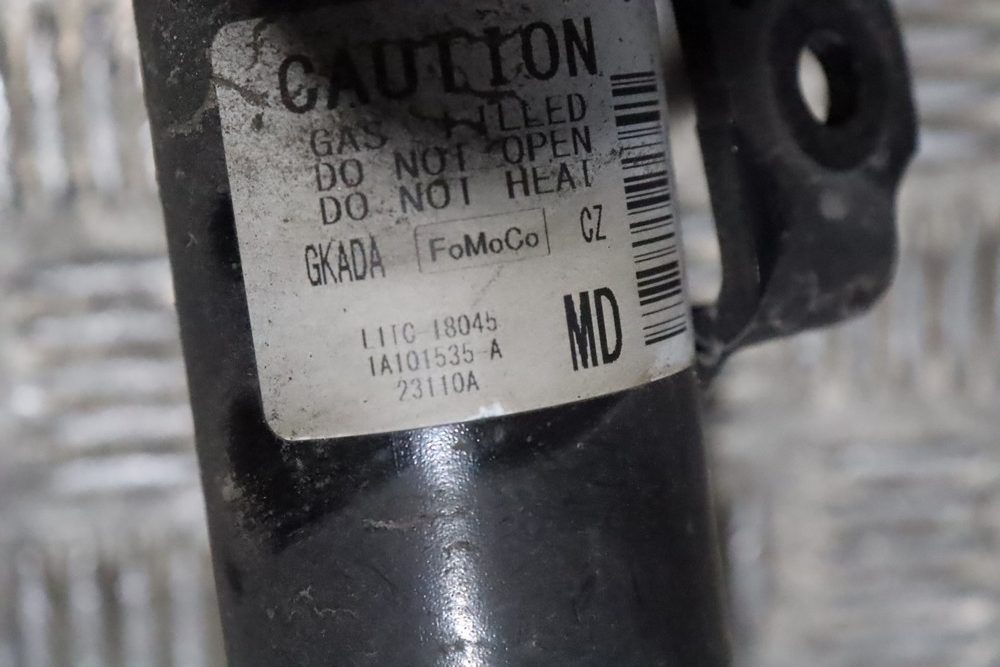 CAUTION
GAS FILLED
DO NOT OPEN
DO NOT HEAT
GKADA FoMoCo CZ
MD
L1TC-18045
1A101535-A
23110A